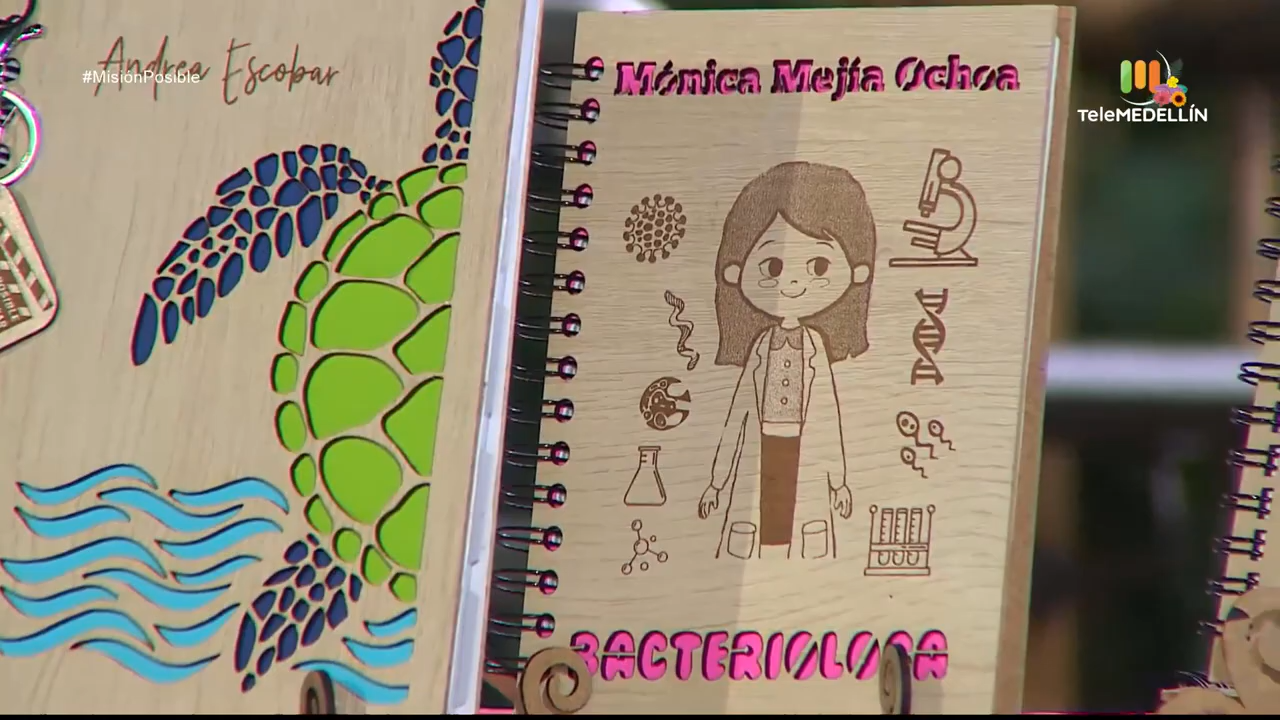 Andrea Escobar
#MisiónPosible
Mónica Mejía Ochoa
TeleMEDELLÍN
BACTERIOLOGA